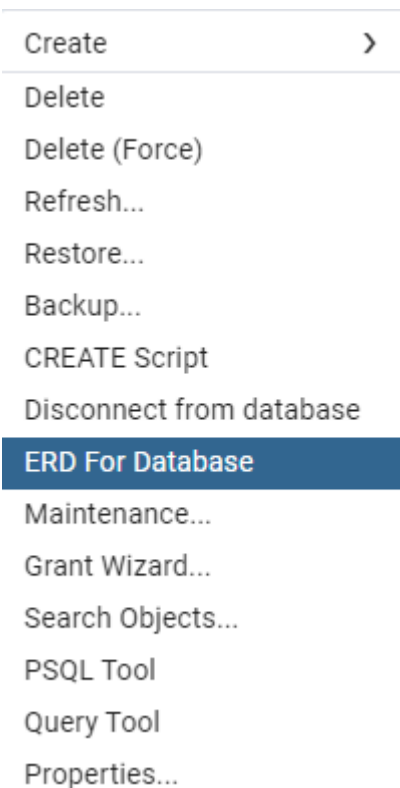 Create
Delete
Delete (Force)
Refresh...
Restore...
Backup...
CREATE Script
Disconnect from database
ERD For Database
Maintenance...
Grant Wizard...
Search Objects...
PSQL Tool
Query Tool
Properties...